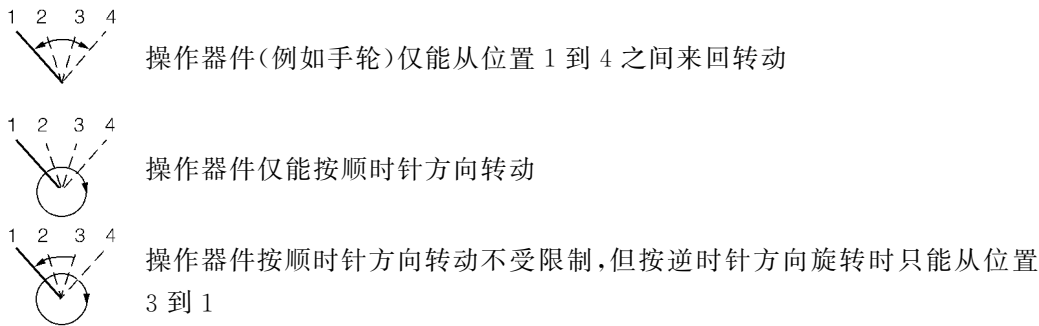 1 2 3 4
操作器件(例如手轮)仅能从位置 1 到 4 之间来回转动
1 2 3 4
操作器件仅能按顺时针方向转动
1 2 3 4
操作器件按顺时针方向转动不受限制,但按逆时针方向旋转时只能从位置
3 到 1